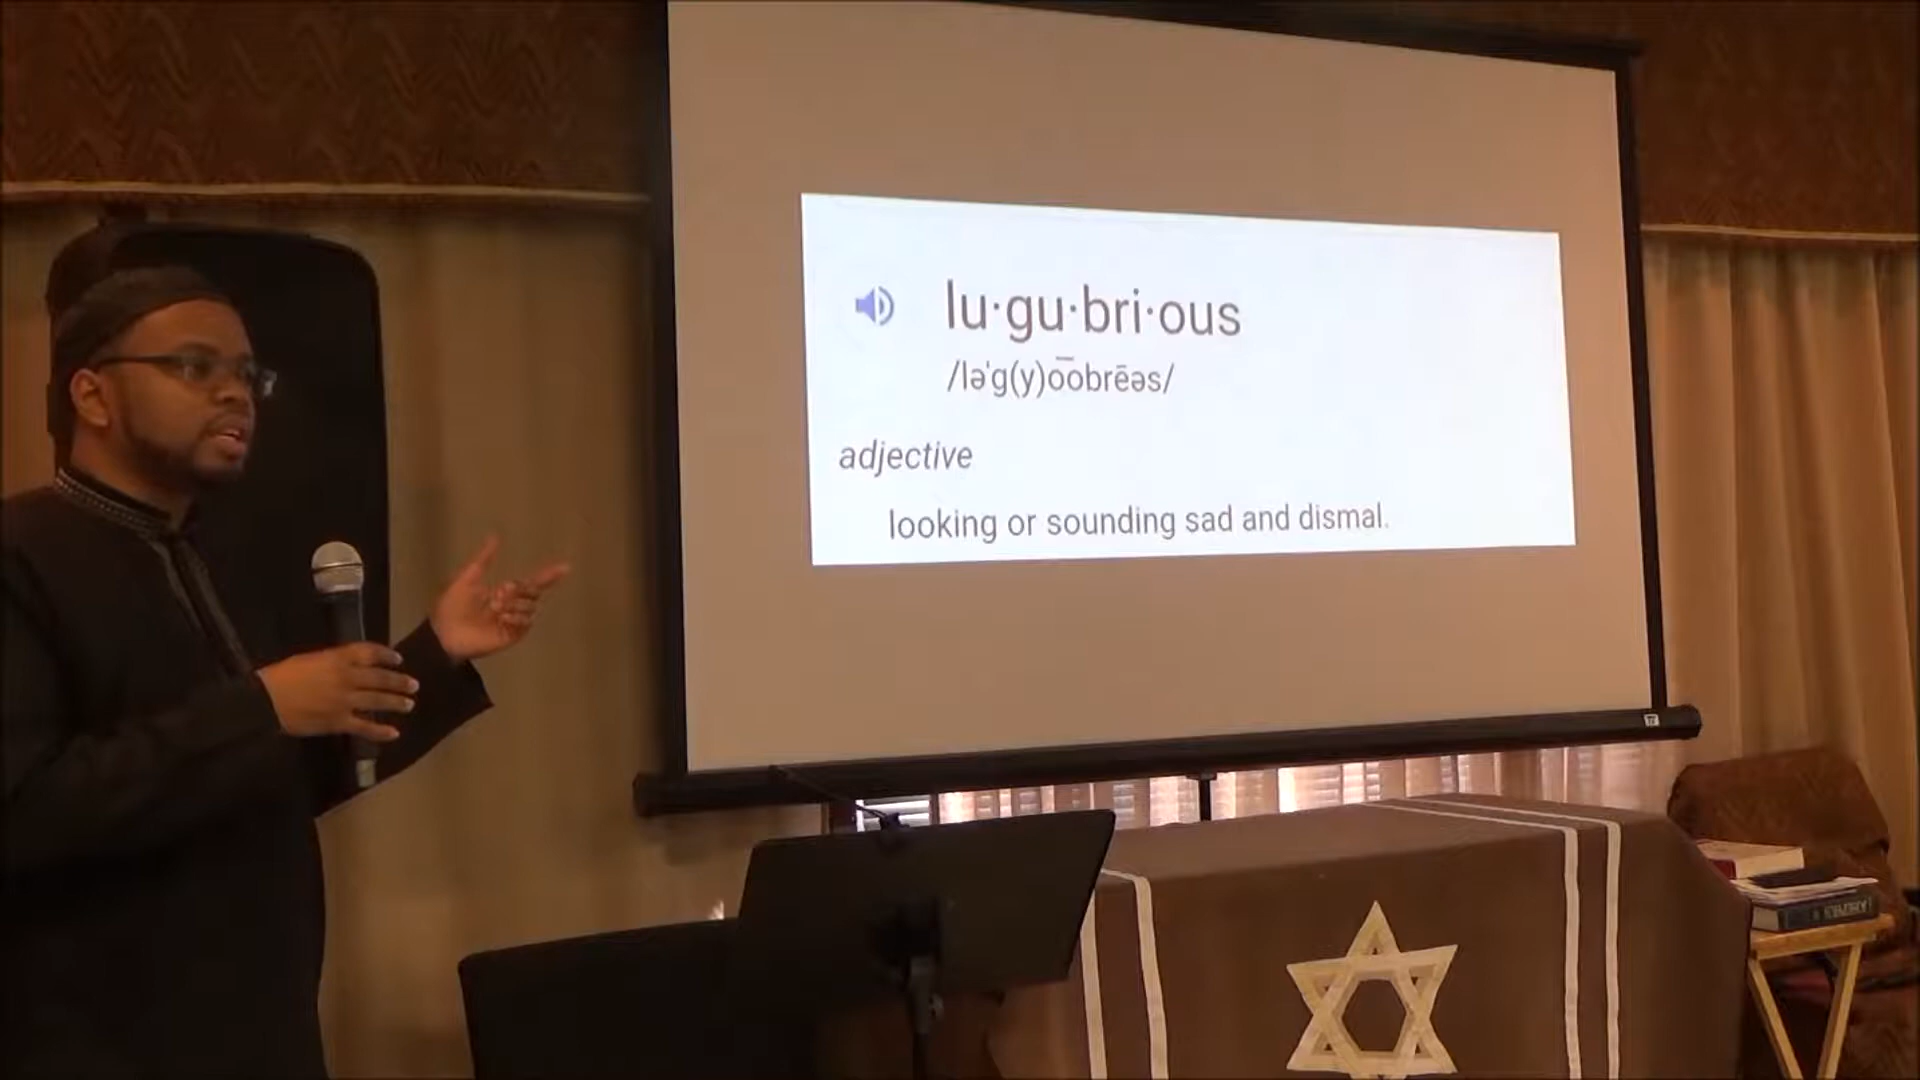 lu·gu·bri·ous
/ləˈg(y)o͞obrēəs/
adjective
looking or sounding sad and dismal.